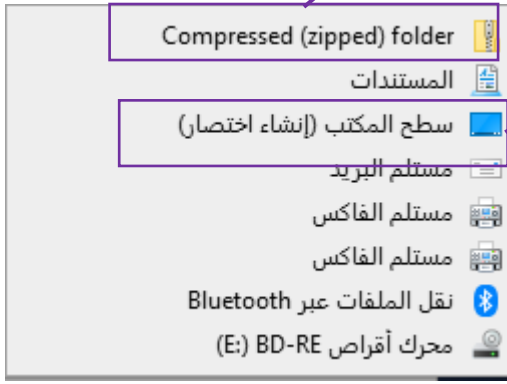 Compressed (zipped) folder
المستندات
سطح المكتب (إنشاء اختصار)
مستلم البريد
مستلم الفاكس
مستلم الفاكس
نقل الملفات عبر Bluetooth
محرك أقراص BD-RE (E:)